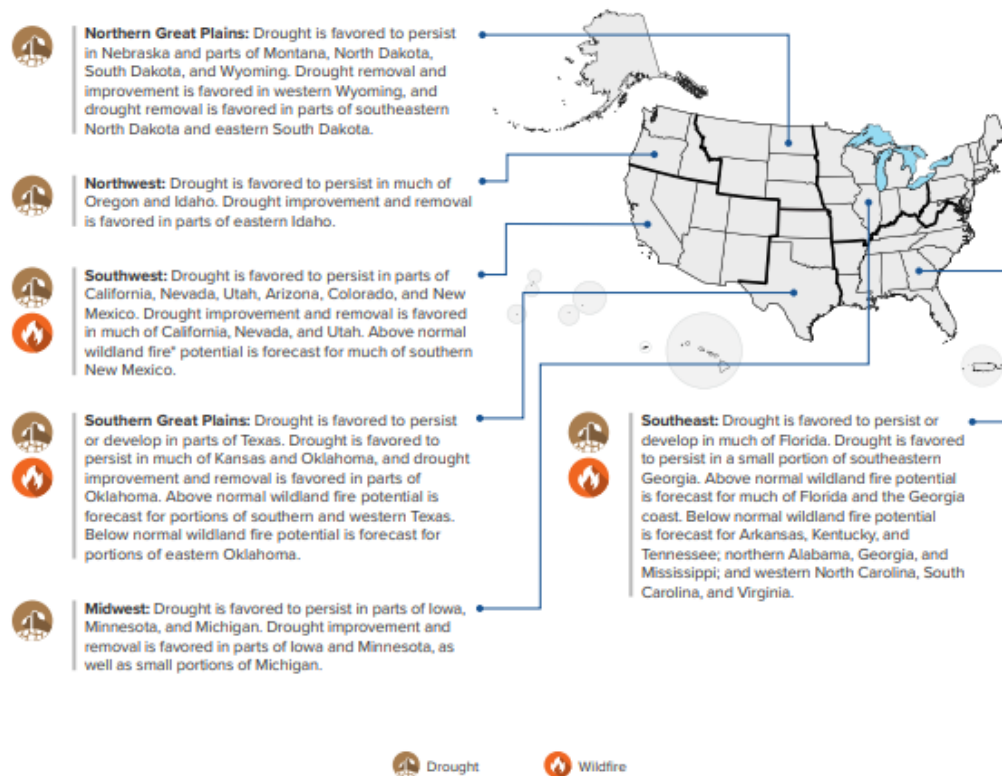 Northern Great Plains: Drought is favored to persist
in Nebraska and parts of Montana, North Dakota,
South Dakota, and Wyoming. Drought removal and
improvement is favored in western Wyoming, and
drought removal is favored in parts of southeastern
North Dakota and eastern South Dakota.
Northwest: Drought is favored to persist in much of
Oregon and Idaho. Drought improvement and removal
is favored in parts of eastern Idaho.
Southwest: Drought is favored to persist in parts of
California, Nevada, Utah, Arizona, Colorado, and New
Mexico. Drought improvement and removal is favored
in much of California, Nevada, and Utah. Above normal
wildland fire* potential is forecast for much of southern
New Mexico.
Southern Great Plains: Drought is favored to persist
or develop in parts of Texas. Drought is favored to
persist in much of Kansas and Oklahoma, and drought
improvement and removal is favored in parts of
Oklahoma. Above normal wildland fire potential is
forecast for portions of southern and western Texas.
Below normal wildland fire potential is forecast for
portions of eastern Oklahoma.
Midwest: Drought is favored to persist in parts of Iowa,
Minnesota, and Michigan. Drought improvement and
removal is favored in parts of Iowa and Minnesota, as
well as small portions of Michigan.
Southeast: Drought is favored to persist or
develop in much of Florida. Drought is favored
to persist in a small portion of southeastern
Georgia. Above normal wildland fire potential
is forecast for much of Florida and the Georgia
coast. Below normal wildland fire potential
is forecast for Arkansas, Kentucky, and
Tennessee; northern Alabama, Georgia, and
Mississippi; and western North Carolina, South
Carolina, and Virginia.
Drought
Wildfire